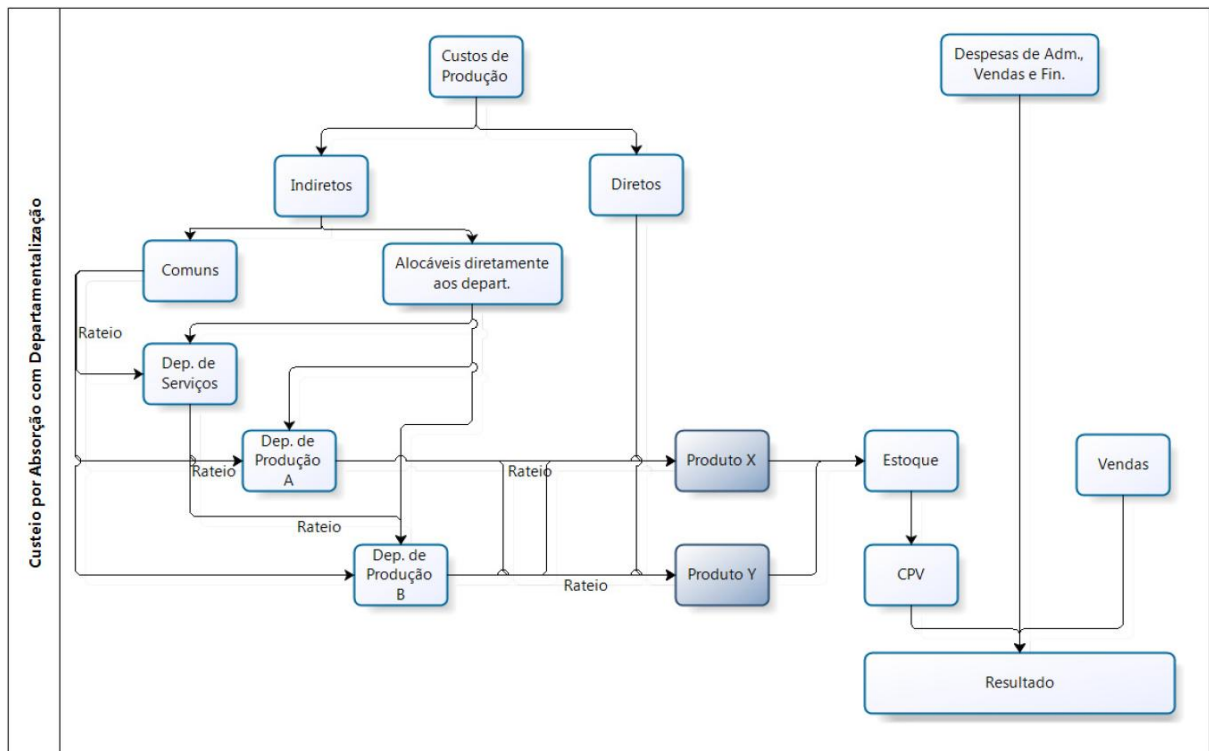 Custeio por Absorção com Departamentalização
Custos de
Produção
Despesas de Adm.,
Vendas e Fin.
Indiretos
Diretos
Comuns
Alocáveis diretamente
aos depart.
Rateio
Dep. de
Serviços
Dep. de
Produção
A
Rateio
Rateio
Produto X
Estoque
Vendas
Rateio
Dep. de
Produção
B
Rateio
Produto Y
CPV
Resultado